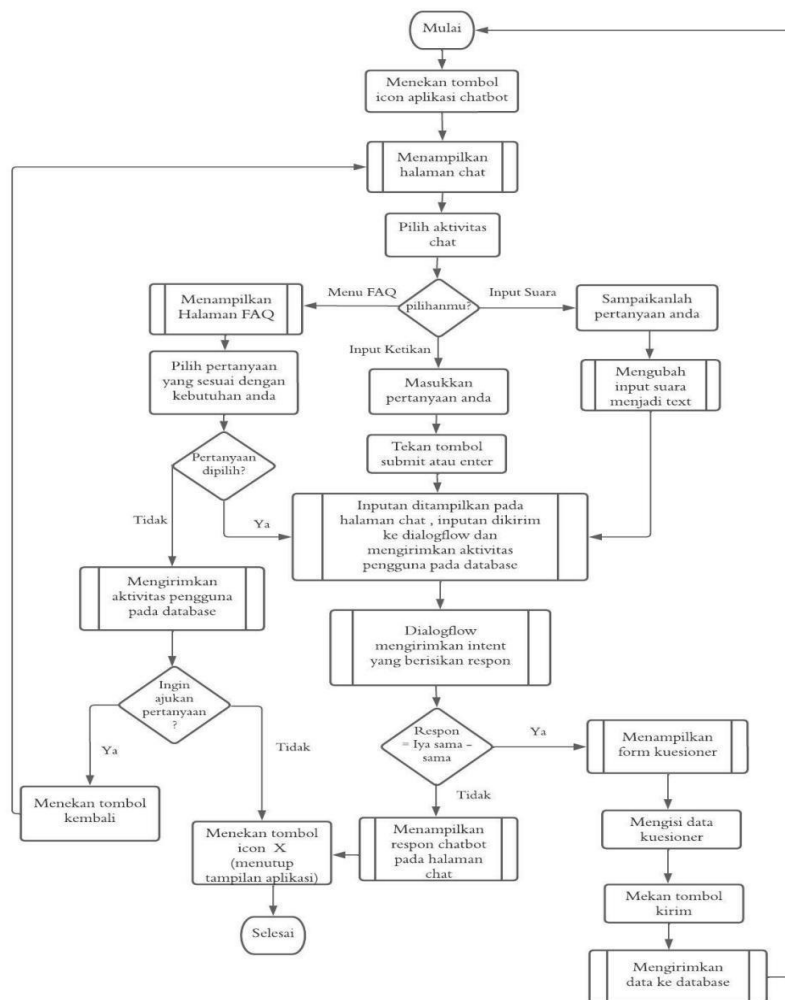 Mulai
Menekan tombol
icon aplikasi chatbot
Menampilkan
halaman chat
Pilih aktivitas
chat
pilihanmu?
Menu FAQ
Input Suara
Input Ketikan
Menampilkan
Halaman FAQ
Sampaikanlah
pertanyaan anda
Pilih pertanyaan
yang sesuai dengan
kebutuhan anda
Masukkan
pertanyaan anda
Mengubah
input suara
menjadi text
Pertanyaan
dipilih?
Tekan tombol
submit atau enter
Tidak
Ya
Inputan ditampilkan pada
halaman chat , inputan dikirim
ke dialogflow dan
mengirimkan aktivitas
pengguna pada database
Mengirimkan
aktivitas pengguna
pada database
Dialogflow
mengirimkan intent
yang berisikan respon
Ingin
ajukan
pertanyaan
?
Ya
Tidak
Respon
= Iya sama -
sama
Ya
Tidak
Menampilkan
form kuesioner
Menekan tombol
kembali
Menekan tombol
icon X
(menutup
tampilan aplikasi)
Menampilkan
respon chatbot
pada halaman
chat
Mengisi data
kuesioner
Selesai
Mekan tombol
kirim
Mengirimkan
data ke database